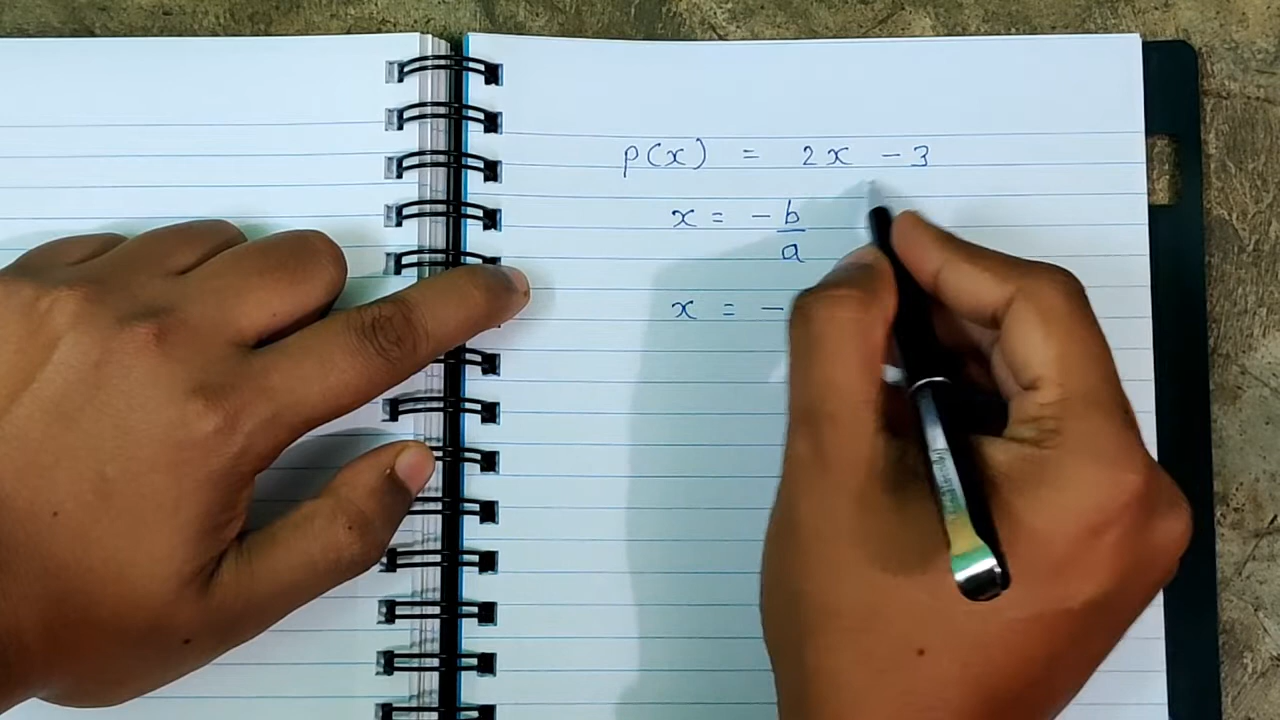 p(x) = 2x - 3
x = - b/a
x = -